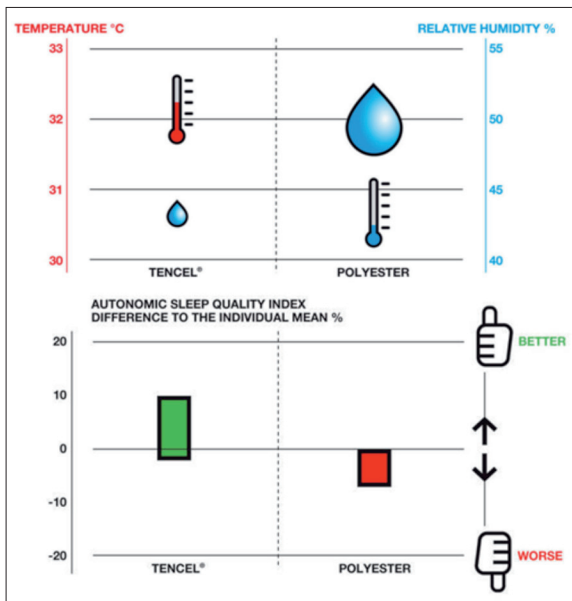 TEMPERATURE °C
RELATIVE HUMIDITY %
33
55
32
50
31
45
30
40
TENCEL®
POLYESTER
AUTONOMIC SLEEP QUALITY INDEX
DIFFERENCE TO THE INDIVIDUAL MEAN %
20
BETTER
10
0
-10
-20
WORSE
TENCEL®
POLYESTER